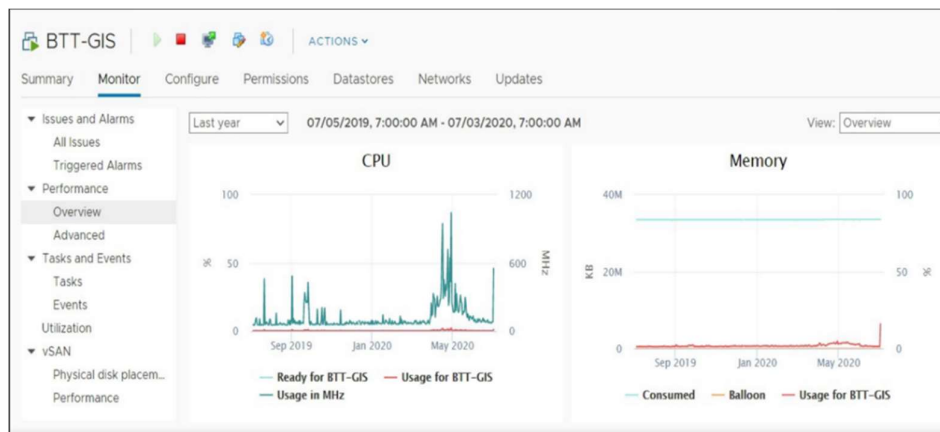 BTT-GIS ACTIONS
Summary Monitor Configure Permissions Datastores Networks Updates
Issues and Alarms
All Issues
Triggered Alarms
Performance
Overview
Advanced
Tasks and Events
Tasks
Events
Utilization
vSAN
Physical disk placem...
Performance
Last year 07/05/2019, 7:00:00 AM - 07/03/2020, 7:00:00 AM View: Overview
CPU
100 1200
50 600
0 0
% MHz
Sep 2019 Jan 2020 May 2020
Ready for BTT-GIS Usage for BTT-GIS
Usage in MHz
Memory
40M 100
20M 50
0 0
KB %
Sep 2019 Jan 2020 May 2020
Consumed Balloon Usage for BTT-GIS